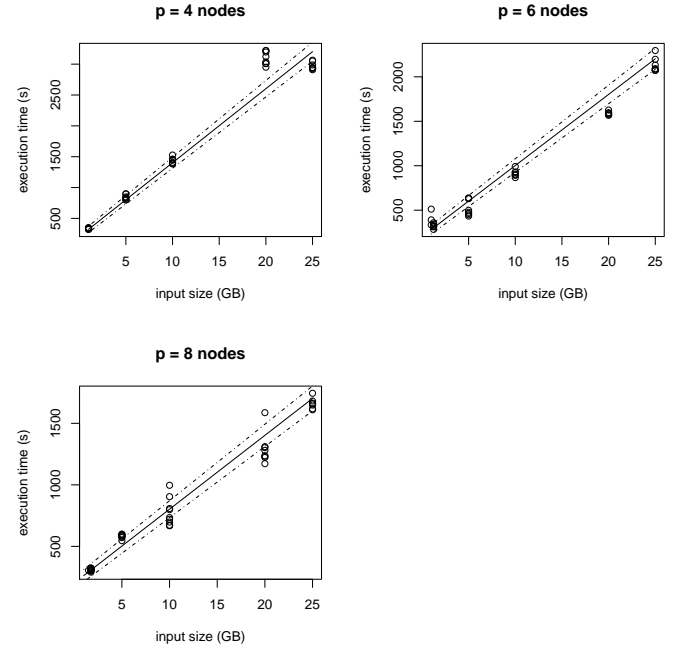 p = 4 nodes
execution time (s)
500
1500
2500
5
10
15
20
25
input size (GB)
p = 6 nodes
execution time (s)
500
1000
1500
2000
5
10
15
20
25
input size (GB)
p = 8 nodes
execution time (s)
500
1000
1500
5
10
15
20
25
input size (GB)